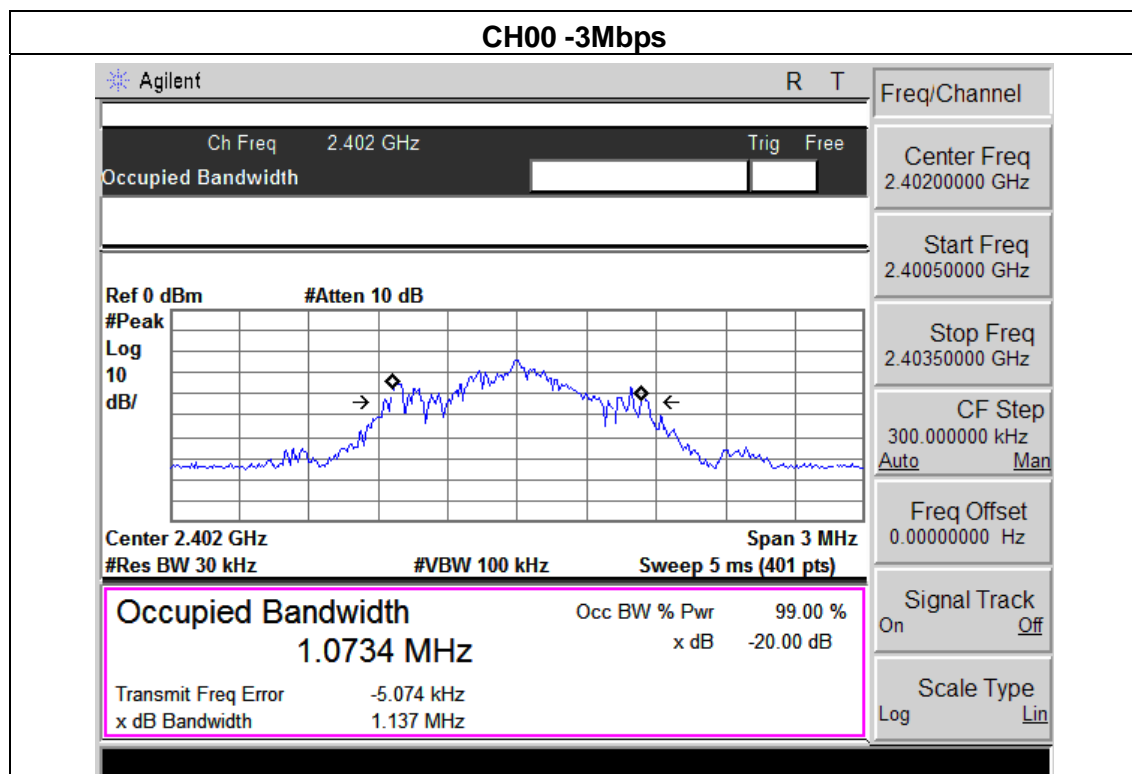 CH00 -3Mbps
Agilent R T
Ch Freq 2.402 GHz Trig Free
Occupied Bandwidth
Ref 0 dBm #Atten 10 dB
#Peak
Log
10
dB/
Center 2.402 GHz Span 3 MHz
#Res BW 30 kHz #VBW 100 kHz Sweep 5 ms (401 pts)
Occupied Bandwidth Occ BW % Pwr 99.00 %
1.0734 MHz x dB -20.00 dB
Transmit Freq Error -5.074 kHz
x dB Bandwidth 1.137 MHz
Freq/Channel
Center Freq
2.40200000 GHz
Start Freq
2.40050000 GHz
Stop Freq
2.40350000 GHz
CF Step
300.000000 kHz
Auto Man
Freq Offset
0.00000000 Hz
Signal Track
On Off
Scale Type
Log Lin